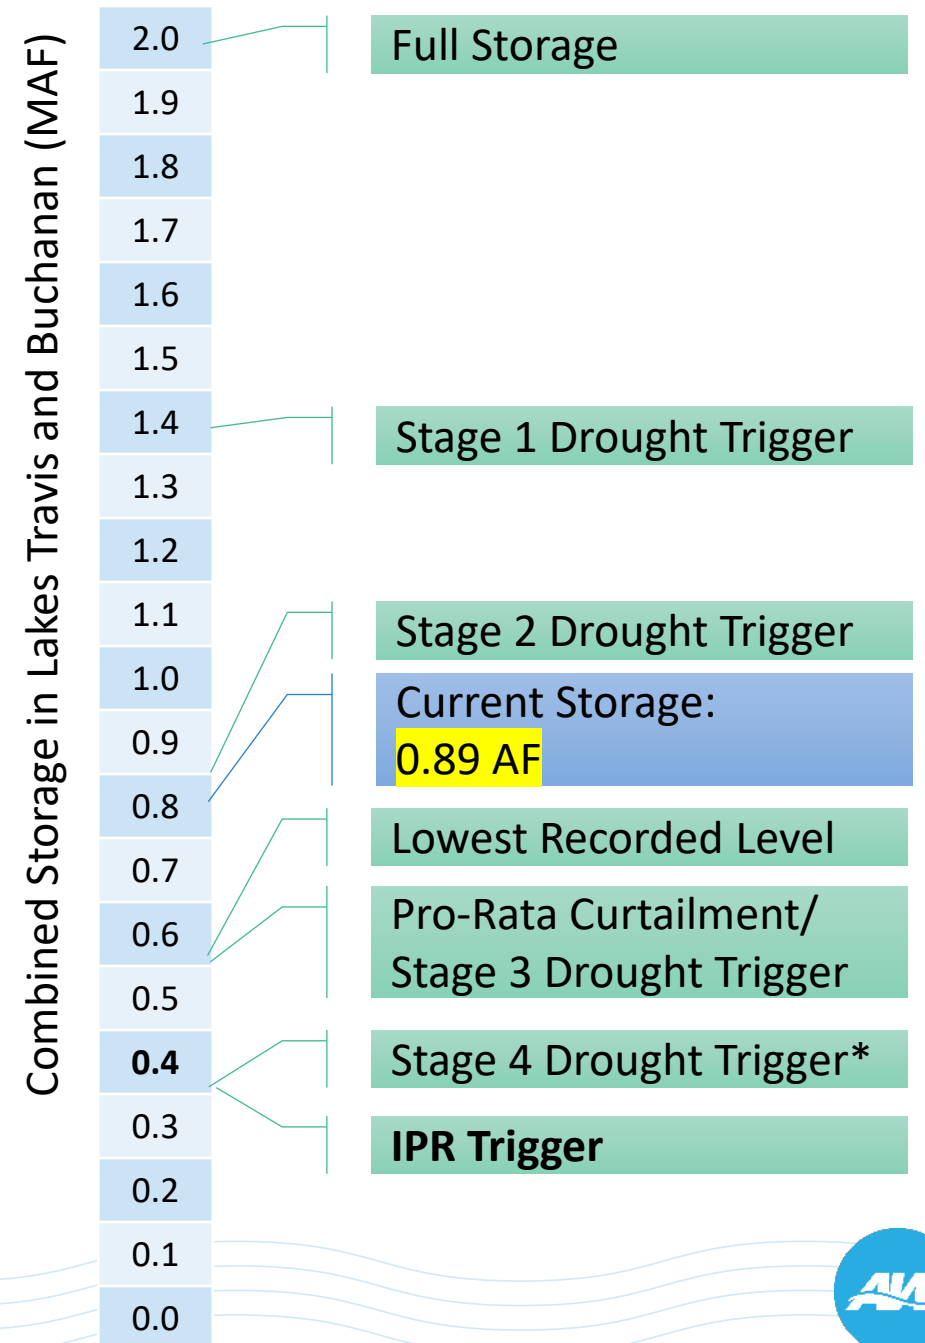 Combined Storage in Lakes Travis and Buchanan (MAF)
2.0
Full Storage
1.9
1.8
1.7
1.6
1.5
1.4
Stage 1 Drought Trigger
1.3
1.2
1.1
Stage 2 Drought Trigger
1.0
Current Storage:
0.89 AF
0.9
0.8
Lowest Recorded Level
0.7
0.6
Pro-Rata Curtailment/
Stage 3 Drought Trigger
0.5
0.4
Stage 4 Drought Trigger*
0.3
IPR Trigger
0.2
0.1
0.0